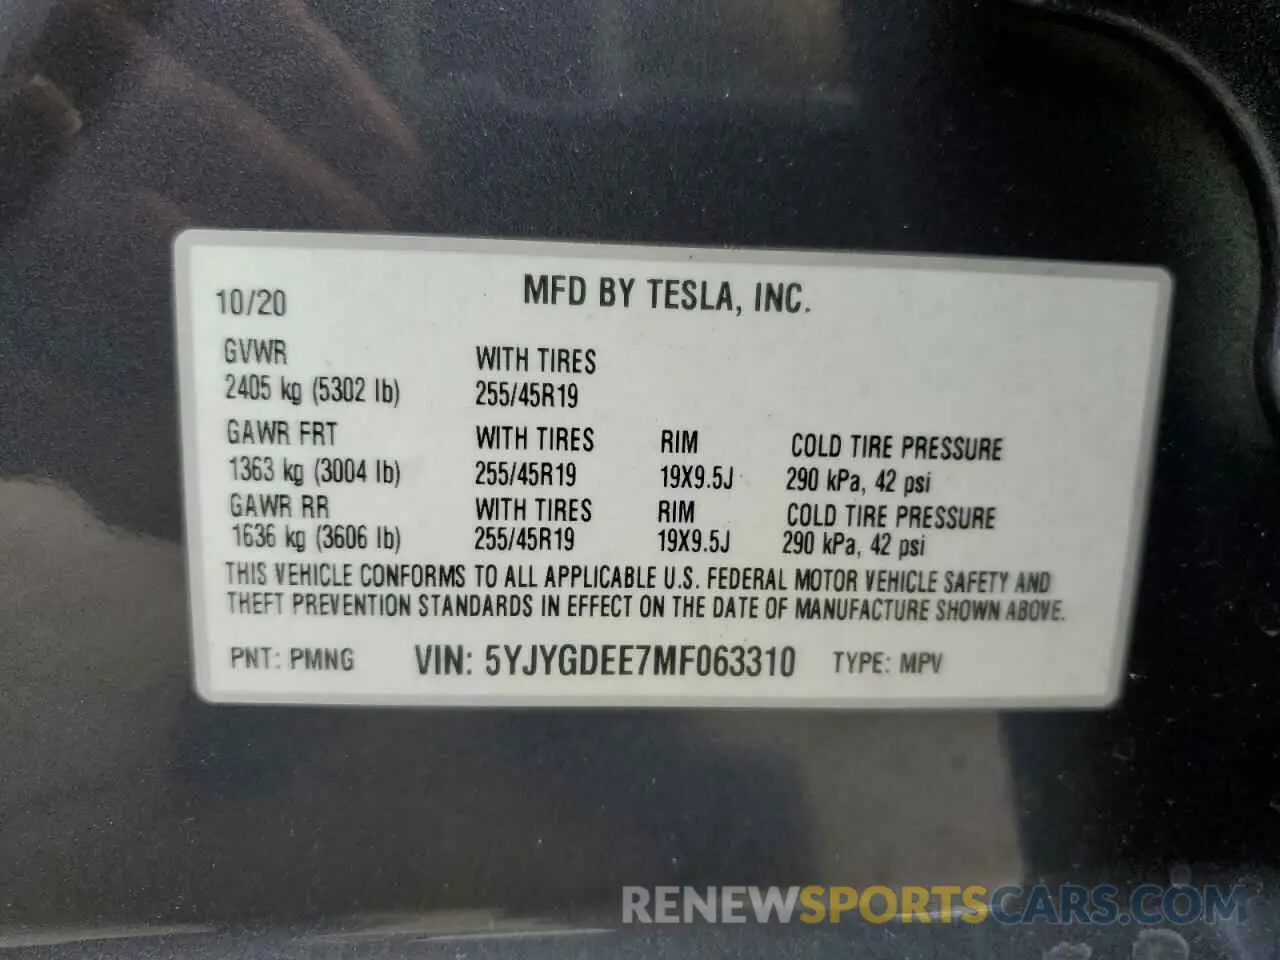 MFD BY TESLA, INC.
10/20
GVWR WITH TIRES
2405 kg (5302 lb) 255/45R19
GAWR FRT WITH TIRES RIM COLD TIRE PRESSURE
1363 kg (3004 lb) 255/45R19 19X9.5J 290 kPa, 42 psi
GAWR RR WITH TIRES RIM COLD TIRE PRESSURE
1636 kg (3606 lb) 255/45R19 19X9.5J 290 kPa, 42 psi
THIS VEHICLE CONFORMS TO ALL APPLICABLE U.S. FEDERAL MOTOR VEHICLE SAFETY AND
THEFT PREVENTION STANDARDS IN EFFECT ON THE DATE OF MANUFACTURE SHOWN ABOVE.
PNT: PMNG VIN: 5YJYGDEE7MF063310 TYPE: MPV
RENEWSPORTSCARS.COM